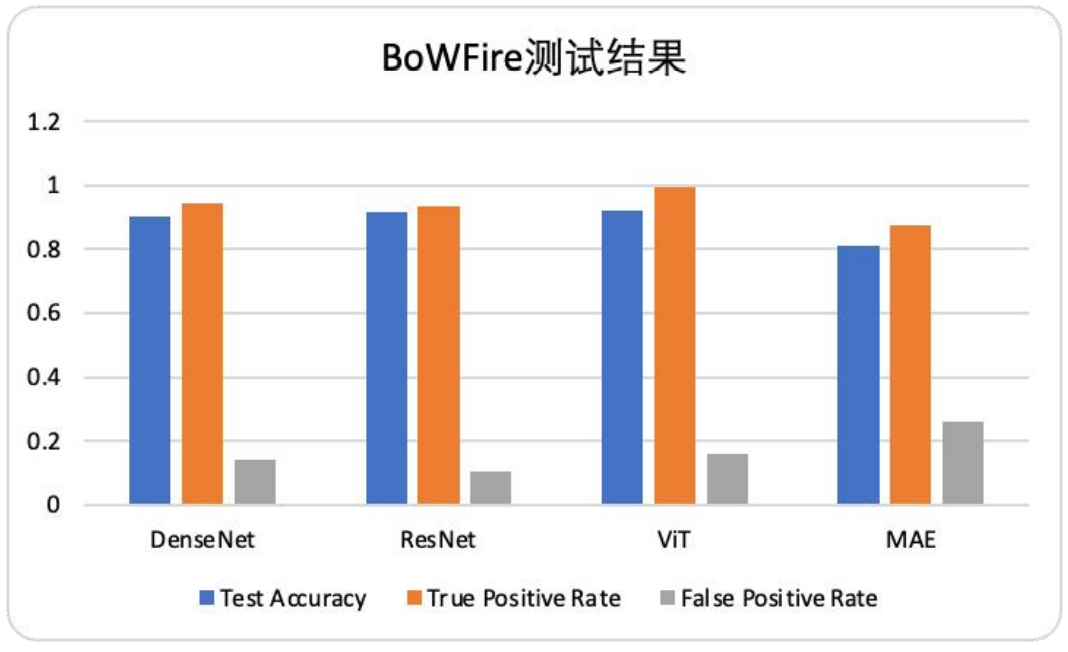 BoWFire测试结果
1.2
1
0.8
0.6
0.4
0.2
0
DenseNet ResNet ViT MAE
Test Accuracy True Positive Rate False Positive Rate